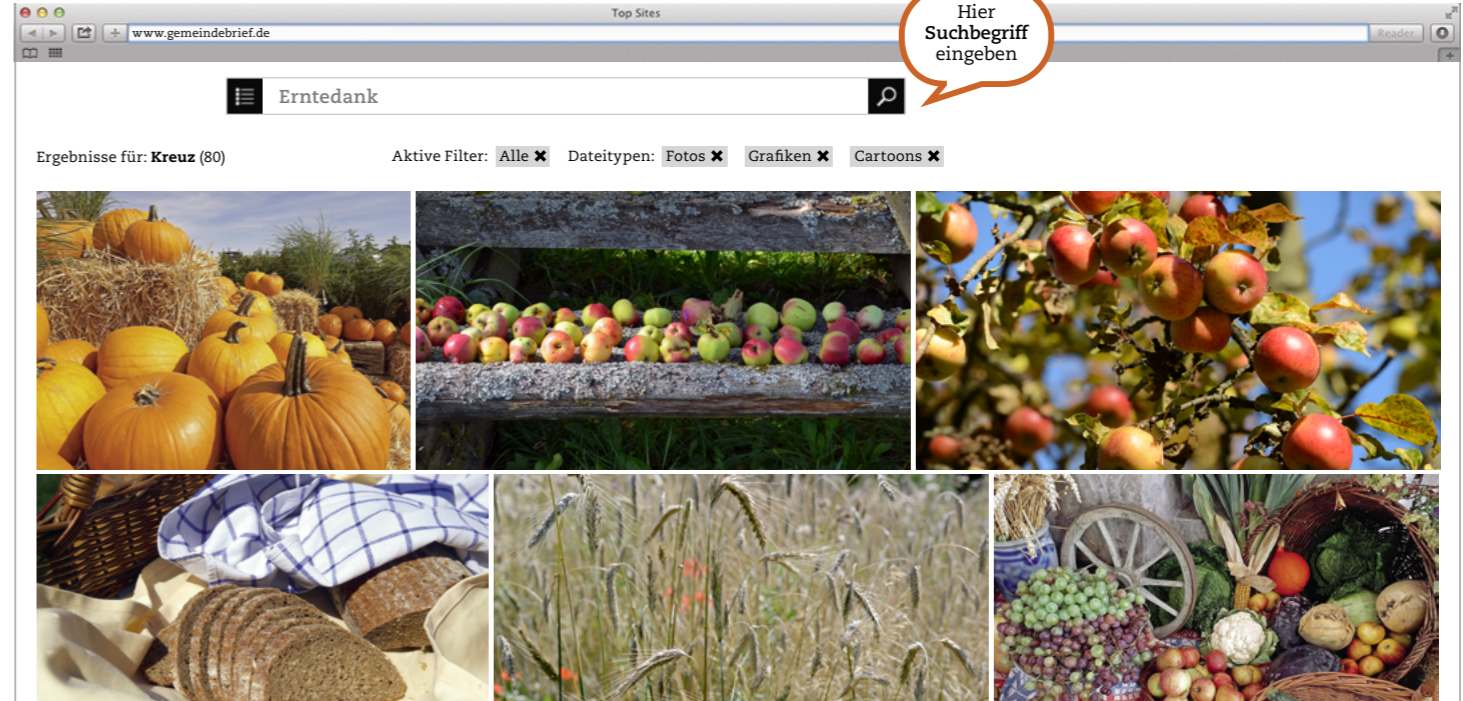 Top Sites
www.gemeindebrief.de
Reader
Hier
Suchbegriff
eingeben
Erntedank
Ergebnisse für: Kreuz (80)
Aktive Filter: Alle ✖ Dateitypen: Fotos ✖ Grafiken ✖ Cartoons ✖